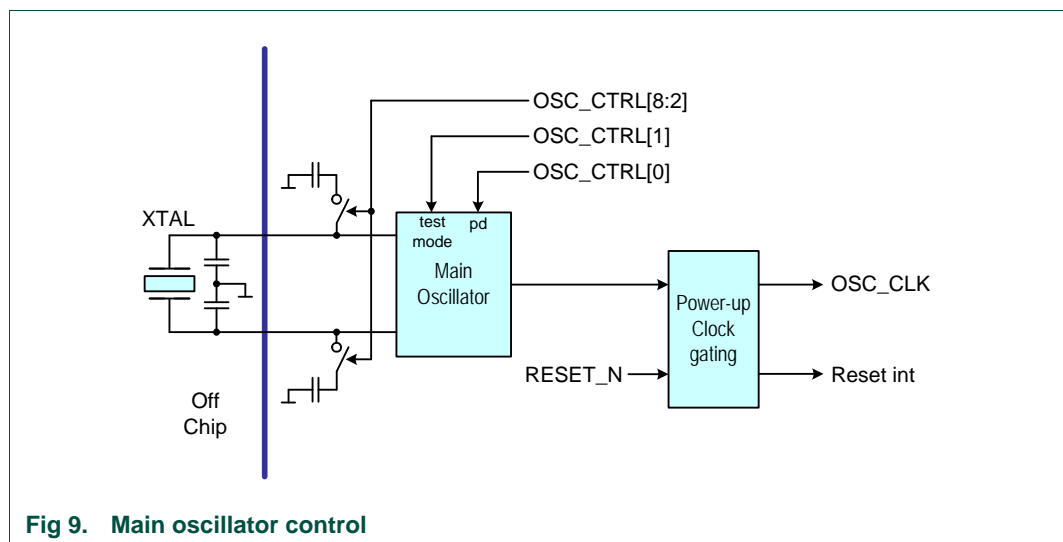 OSC_CTRL[8:2]
OSC_CTRL[1]
OSC_CTRL[0]
XTAL
test
mode
pd
Main
Oscillator
Power-up
Clock
gating
OSC_CLK
RESET_N
Reset int
Off
Chip
Fig 9. Main oscillator control